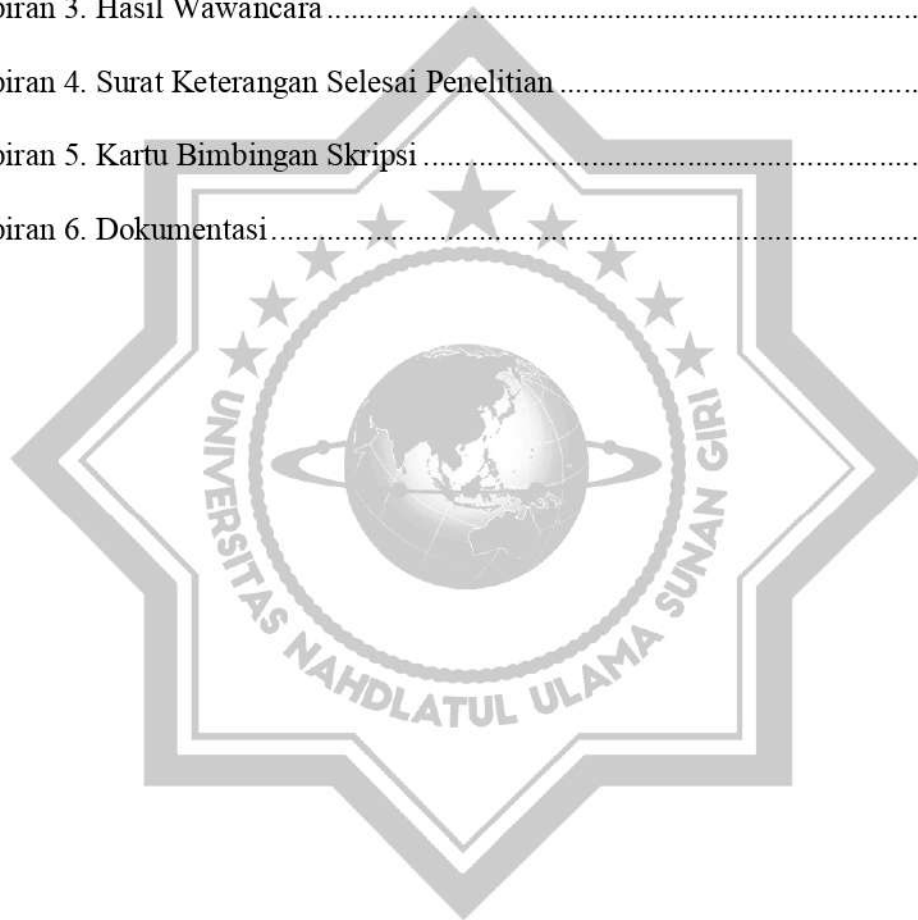 piran 3. Hasil Wawancara........................................................................
piran 4. Surat Keterangan Selesai Penelitian ..............................................
piran 5. Kartu Bimbingan Skripsi ..............................................................
piran 6. Dokumentasi................................................................................
UNIVERSITAS NAHDLATUL ULAMA SUNAN GIRI